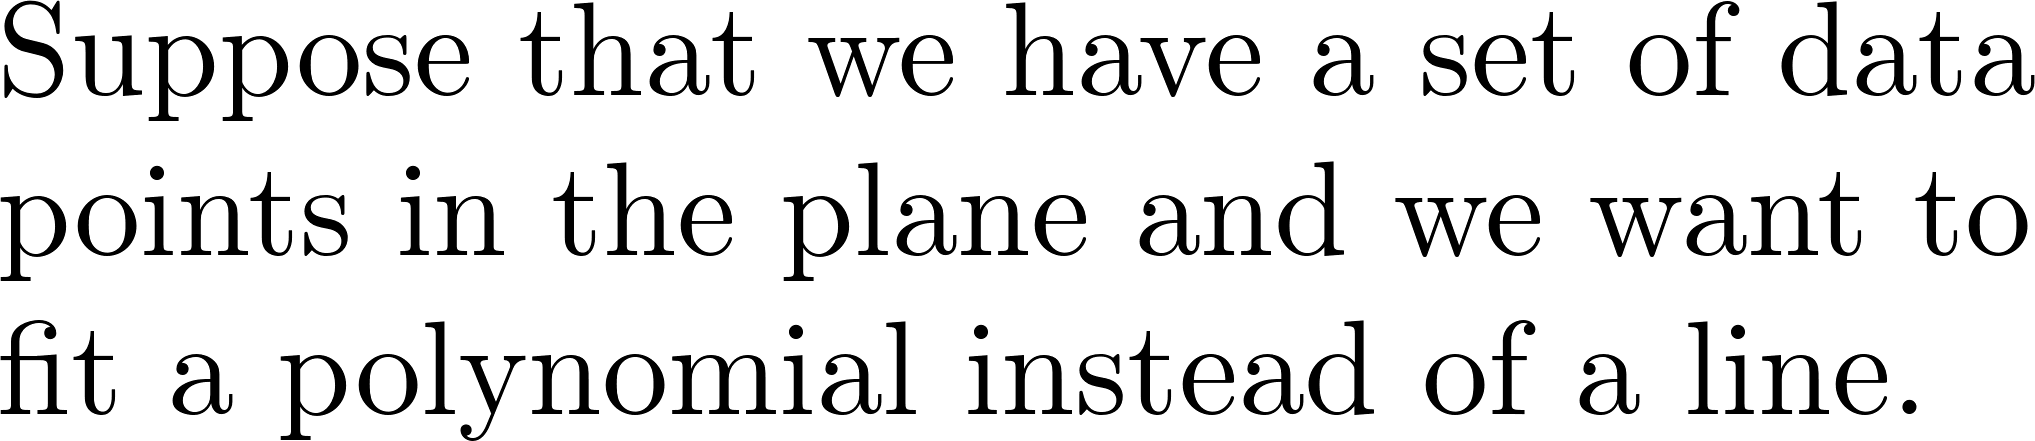 Suppose that we have a set of data
points in the plane and we want to
fit a polynomial instead of a line.